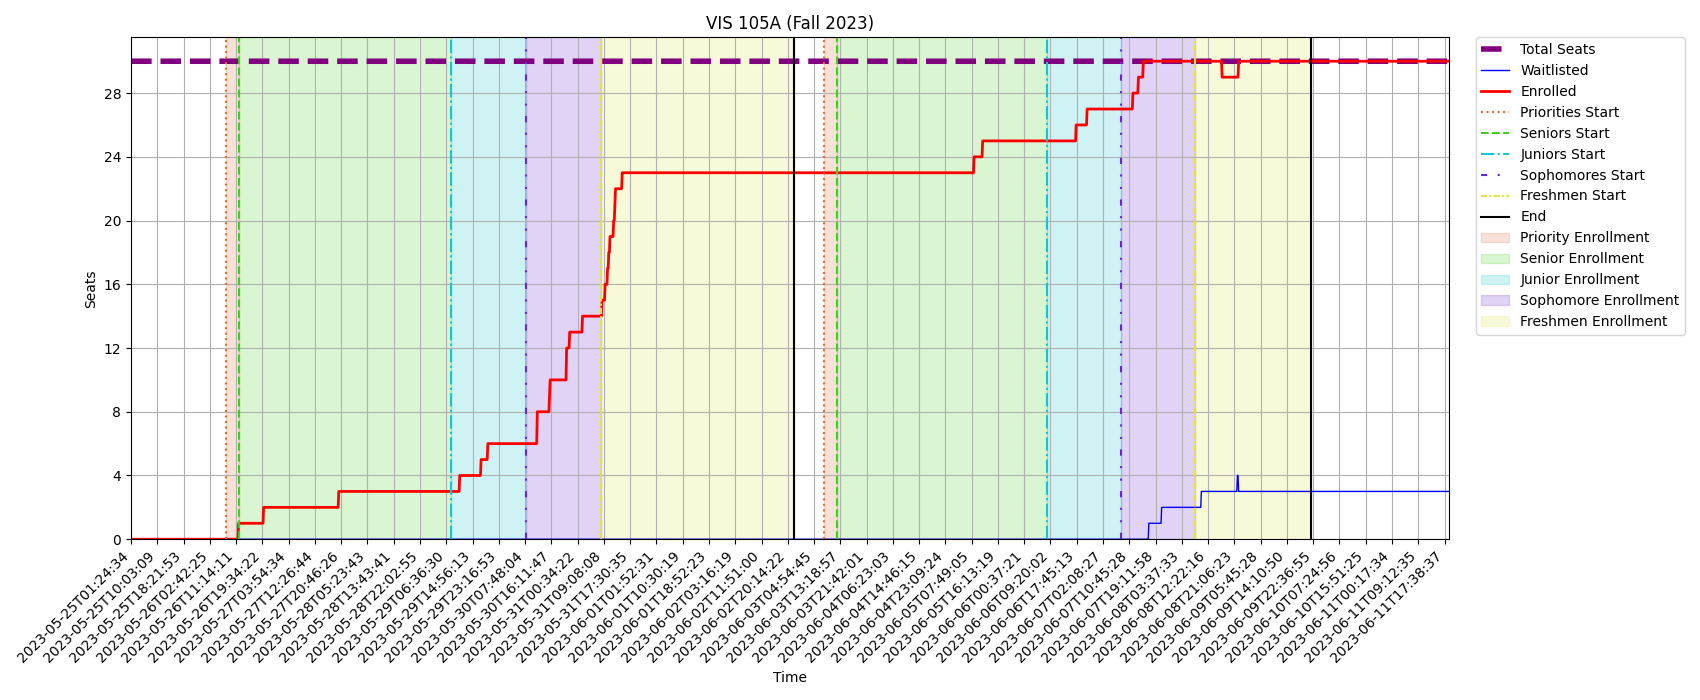 VIS 105A (Fall 2023)
Seats
28
24
20
16
12
8
4
0
2023-05-25T01:24:34
2023-05-25T10:03:09
2023-05-25T18:21:53
2023-05-26T02:42:25
2023-05-26T11:14:11
2023-05-26T19:34:22
2023-05-27T03:54:34
2023-05-27T12:26:44
2023-05-27T20:46:26
2023-05-28T05:23:43
2023-05-28T13:43:41
2023-05-28T22:02:55
2023-05-29T06:36:30
2023-05-29T14:56:13
2023-05-29T23:16:53
2023-05-30T07:48:04
2023-05-30T16:11:47
2023-05-31T00:34:22
2023-05-31T09:08:08
2023-05-31T17:30:35
2023-06-01T01:52:31
2023-06-01T10:30:19
2023-06-01T18:52:23
2023-06-02T03:16:19
2023-06-02T11:51:00
2023-06-02T20:14:22
2023-06-03T04:54:45
2023-06-03T13:18:57
2023-06-03T21:42:01
2023-06-04T06:23:03
2023-06-04T14:46:15
2023-06-04T23:09:24
2023-06-05T07:49:05
2023-06-05T16:13:19
2023-06-06T00:37:21
2023-06-06T09:20:02
2023-06-06T17:45:13
2023-06-07T02:08:27
2023-06-07T10:45:28
2023-06-07T19:11:58
2023-06-08T03:37:33
2023-06-08T12:22:16
2023-06-08T21:06:23
2023-06-09T05:45:28
2023-06-09T14:10:50
2023-06-09T22:36:55
2023-06-10T07:24:56
2023-06-10T15:51:25
2023-06-11T00:17:34
2023-06-11T09:12:35
2023-06-11T17:38:37
Time
Total Seats
Waitlisted
Enrolled
Priorities Start
Seniors Start
Juniors Start
Sophomores Start
Freshmen Start
End
Priority Enrollment
Senior Enrollment
Junior Enrollment
Sophomore Enrollment
Freshmen Enrollment